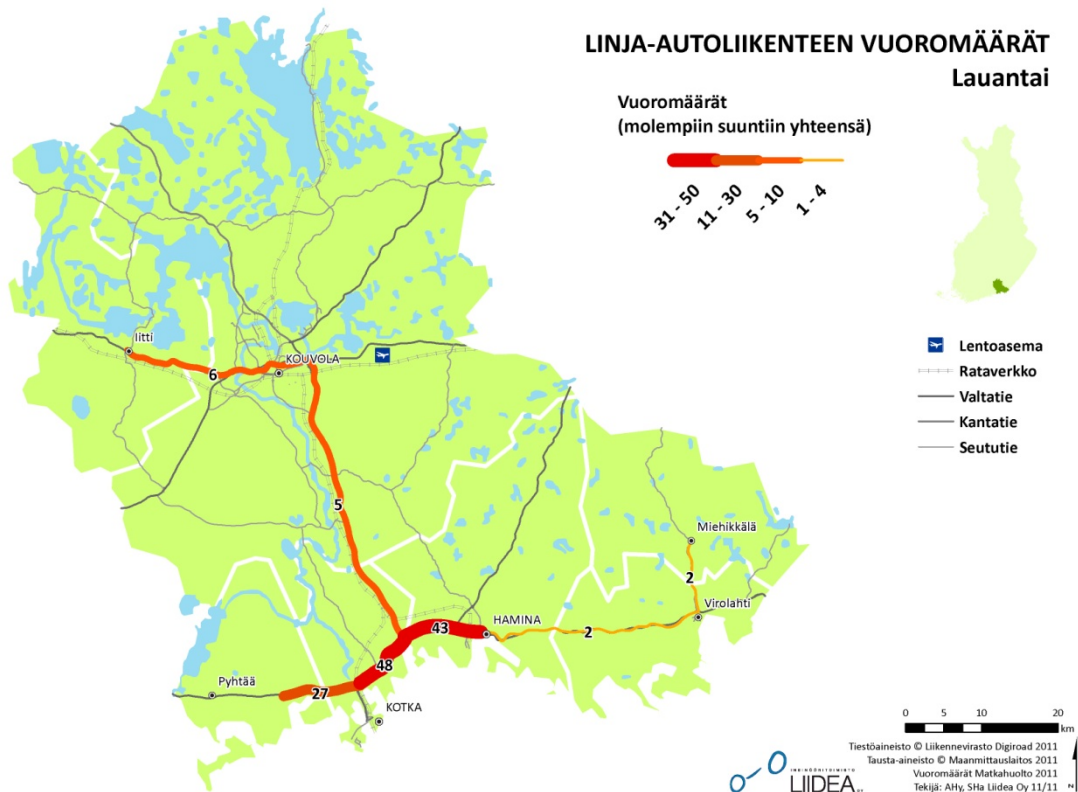 LINJA-AUTOLIIKENTEEN VUOROMÄÄRÄT
Lauantai
Vuoromäärät
(molempiin suuntiin yhteensä)
31 - 50
11 - 30
5 - 10
1 - 4
Iitti
KOUVOLA
6
5
Lentoasema
Rataverkko
Valtatie
Kantatie
Seututie
Miehikkälä
2
Virolahti
43
HAMINA
2
48
Pyhtää
27
KOTKA
0 5 10 20
km
Tiestöaineisto © Liikennevirasto Digiroad 2011
Tausta-aineisto © Maanmittauslaitos 2011
Vuoromäärät Matkahuolto 2011
Tekijä: AHy, SHa Liidea Oy 11/11
N
INSINÖÖRITOIMISTO
LIIDEA OY